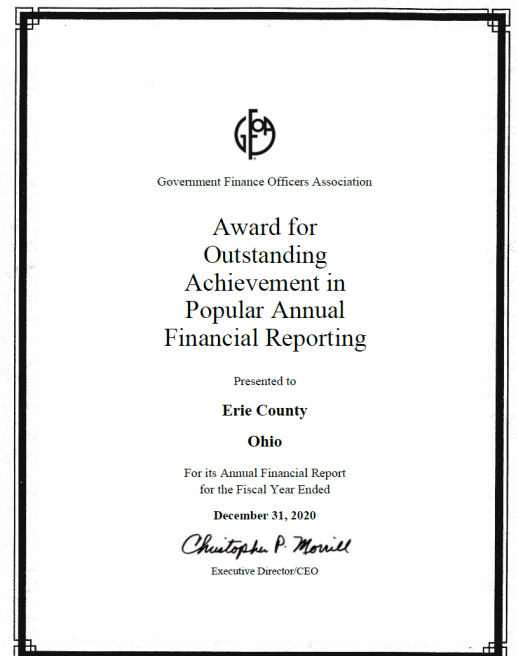 GFOA
Government Finance Officers Association
Award for
Outstanding
Achievement in
Popular Annual
Financial Reporting
Presented to
Erie County
Ohio
For its Annual Financial Report
for the Fiscal Year Ended
December 31, 2020
Christopher P. Morrill
Executive Director/CEO